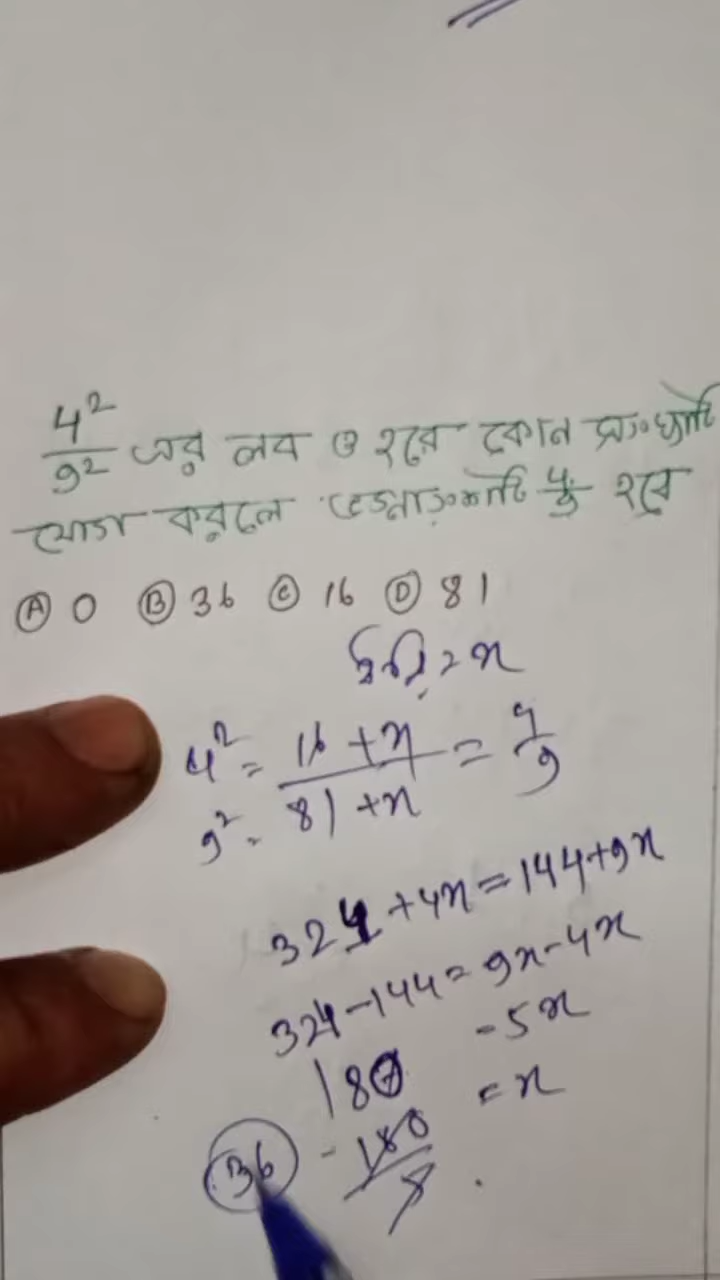 4²/9² এর লব ও হরে কোন সংখ্যাটি
যোগ করলে ভগ্নাংশটি 4/9 হবে
Ⓐ 0 Ⓑ 36 Ⓒ 16 Ⓓ 81
ধরি, = x
4² = 16 + x / 81 + x = 4/9
9² =
324 + 4x = 144 + 9x
324 - 144 = 9x - 4x
180 = 5x
36 = 180/5 = x